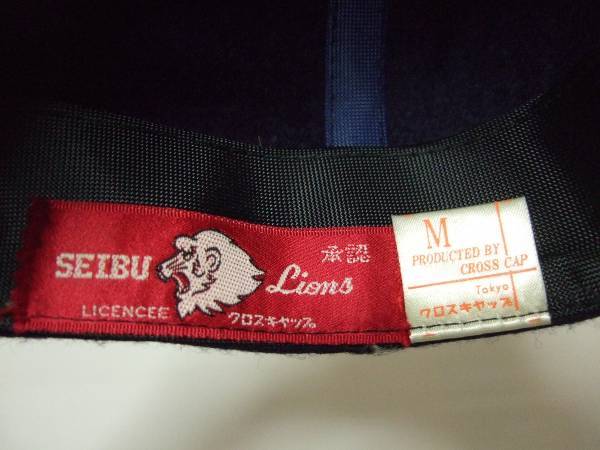 SEIBU
承認
Lions
LICENCEE
クロスキャップ
M
PRODUCTED BY
CROSS CAP
Tokyo
クロスキャップ